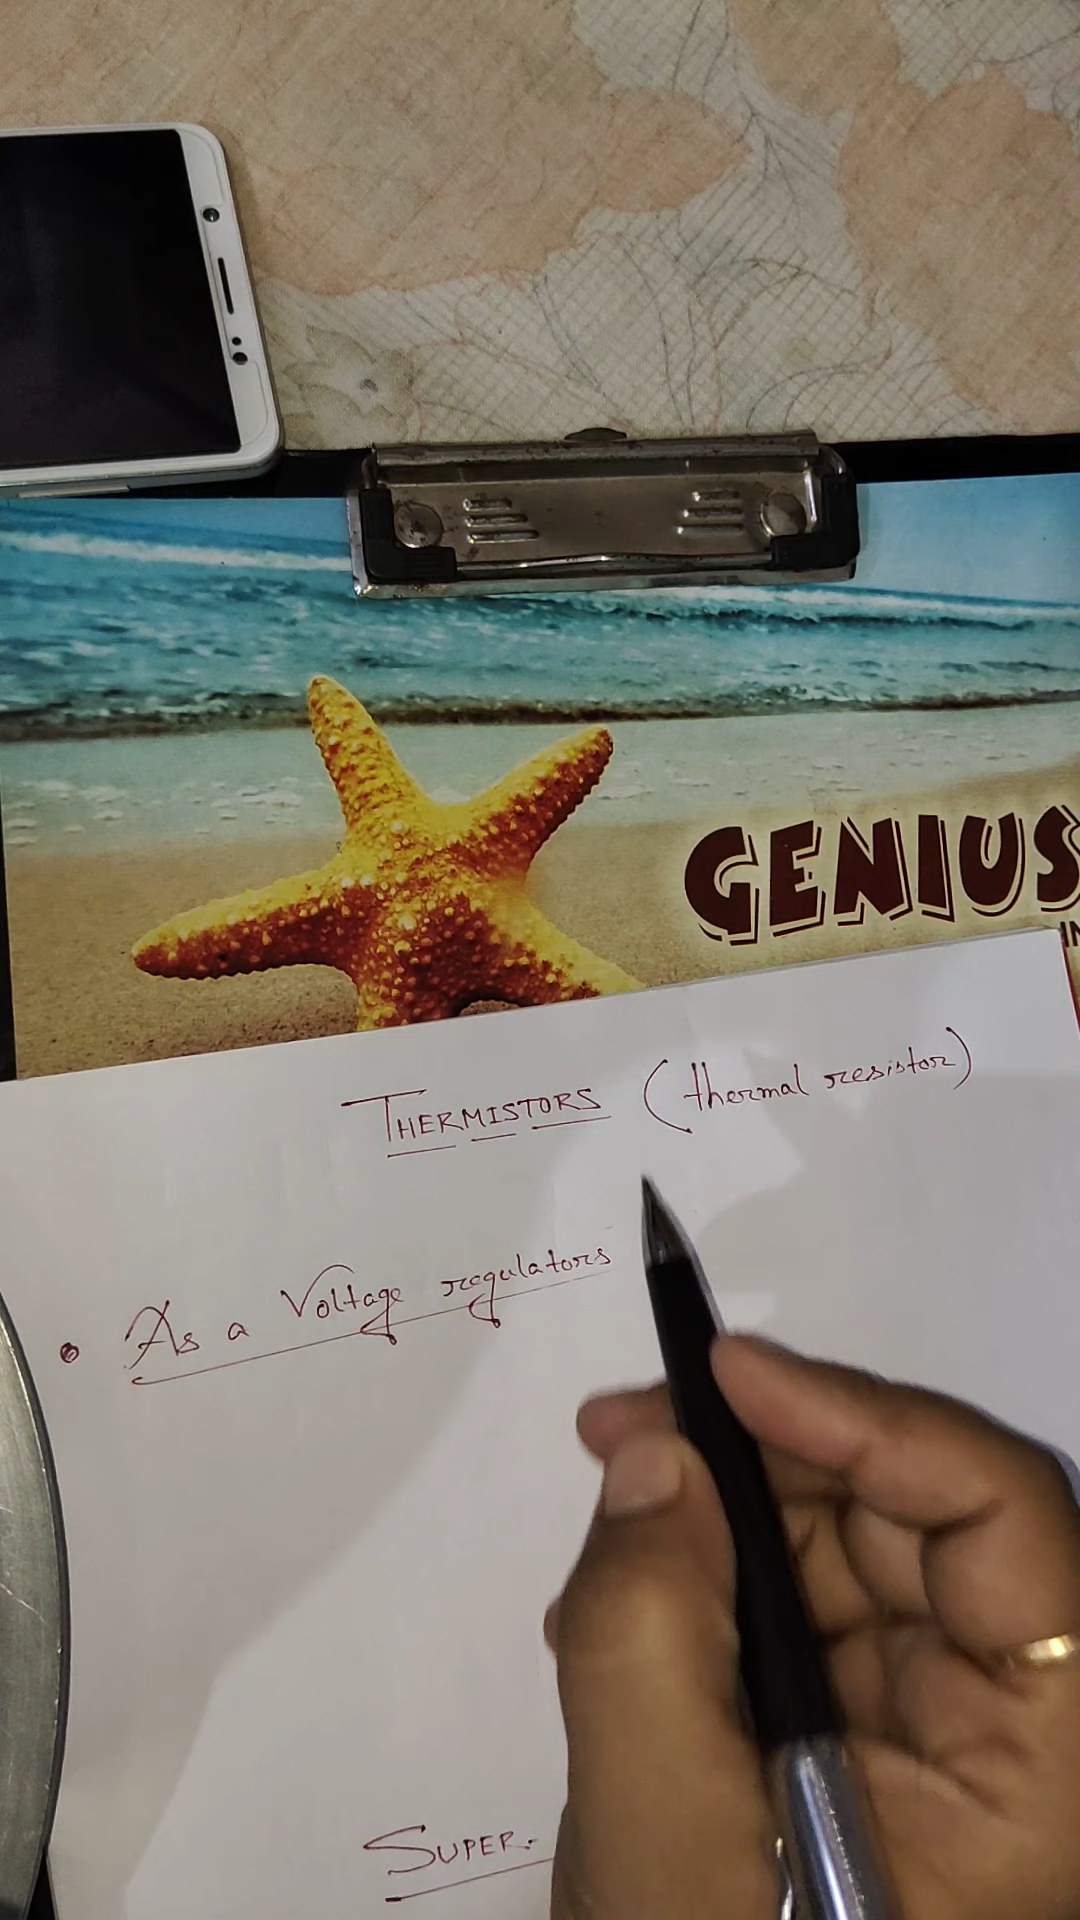 GENIUS
THERMISTORS (thermal resistor)
• As a Voltage regulators
SUPER-